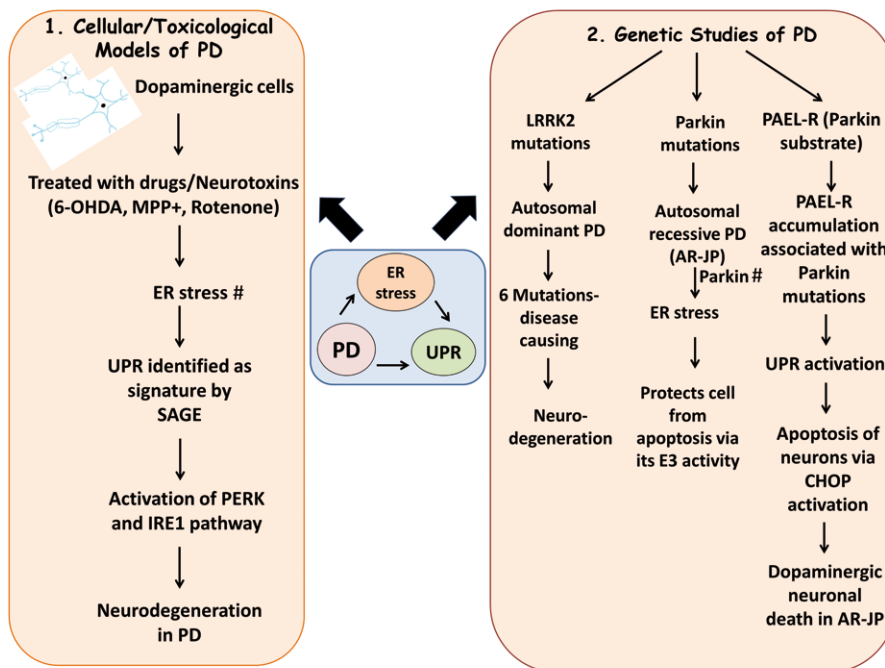 1. Cellular/Toxicological
Models of PD
Dopaminergic cells
Treated with drugs/Neurotoxins
(6-OHDA, MPP+, Rotenone)
ER stress #
UPR identified as
signature by
SAGE
Activation of PERK
and IRE1 pathway
Neurodegeneration
in PD
ER
stress
PD
UPR
2. Genetic Studies of PD
LRRK2
mutations
Autosomal
dominant PD
6 Mutations-
disease
causing
Neuro-
degeneration
Parkin
mutations
Autosomal
recessive PD
(AR-JP)
Parkin #
ER stress
Protects cell
from
apoptosis via
its E3 activity
PAEL-R (Parkin
substrate)
PAEL-R
accumulation
associated with
Parkin
mutations
UPR activation
Apoptosis of
neurons via
CHOP
activation
Dopaminergic
neuronal
death in AR-JP